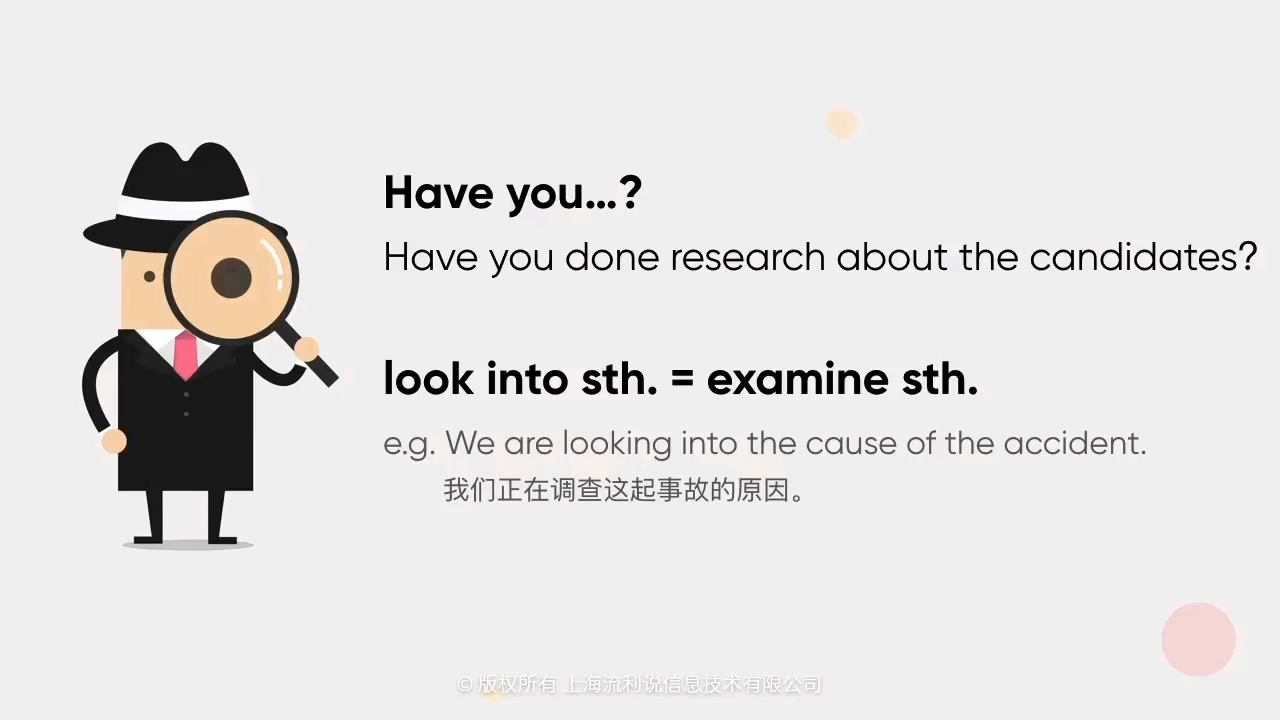 Have you...?
Have you done research about the candidates?
look into sth. = examine sth.
e.g. We are looking into the cause of the accident.
我们正在调查这起事故的原因。
© 版权所有 上海流利说信息技术有限公司